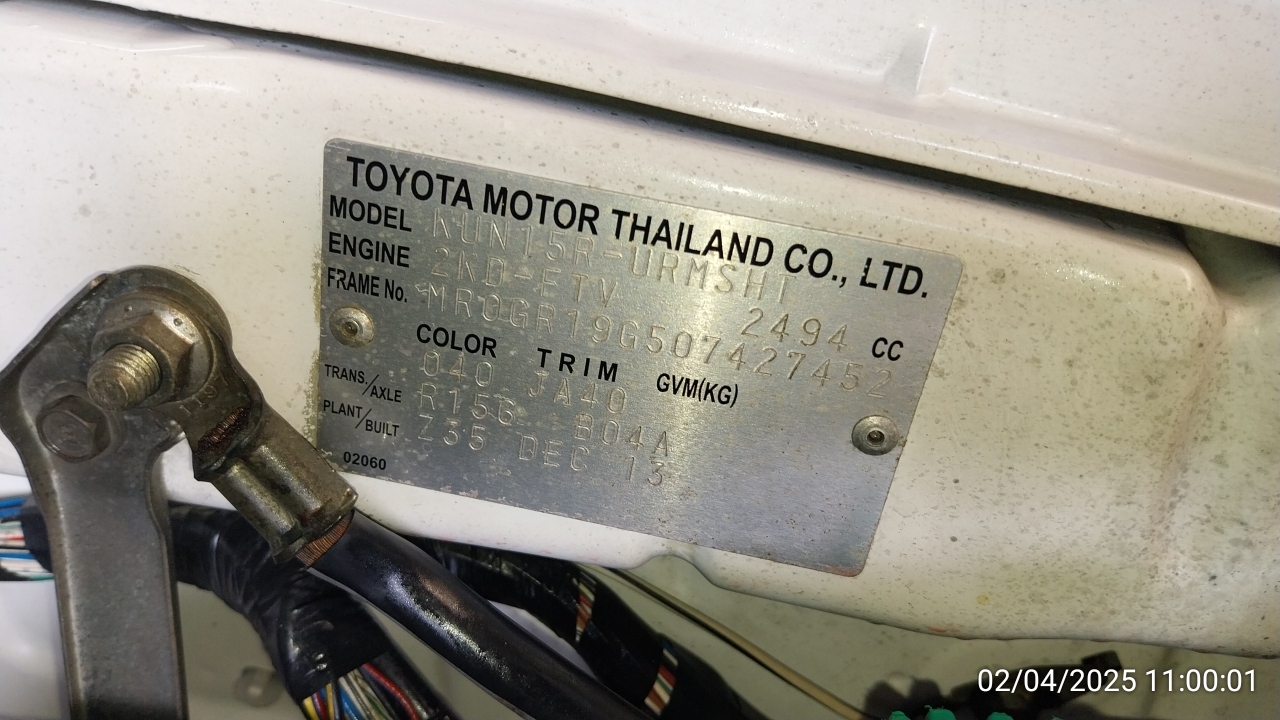 TOYOTA MOTOR THAILAND CO., LTD.
MODEL KUN15R-URMSHT
ENGINE 2KD-FTV 2494 CC
FRAME No. MR0GR19G507427452
COLOR TRIM GVM(KG)
040 JA40
TRANS./AXLE R156 B04A
PLANT/BUILT Z35 DEC 13
02060
02/04/2025 11:00:01